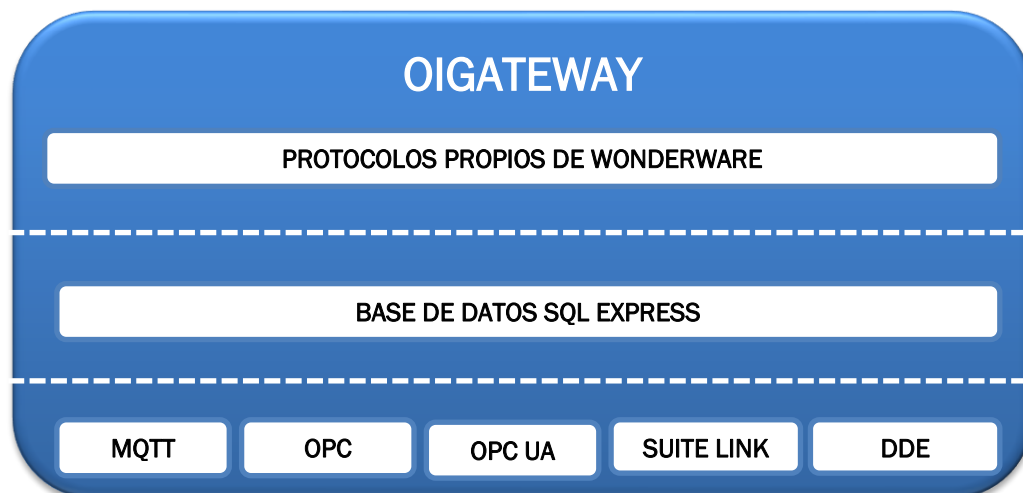 OIGATEWAY
PROTOCOLOS PROPIOS DE WONDERWARE
BASE DE DATOS SQL EXPRESS
MQTT
OPC
OPC UA
SUITE LINK
DDE